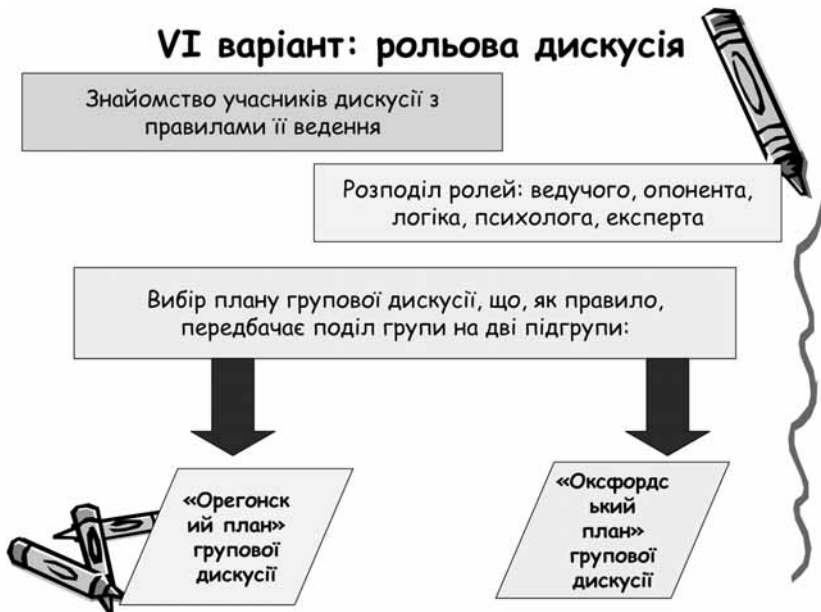 VI варіант: рольова дискусія
Знайомство учасників дискусії з
правилами її ведення
Розподіл ролей: ведучого, опонента,
логіка, психолога, експерта
Вибір плану групової дискусії, що, як правило,
передбачає поділ групи на дві підгрупи:
«Орегонск
ий план»
групової
дискусії
«Оксфордс
ький
план»
групової
дискусії